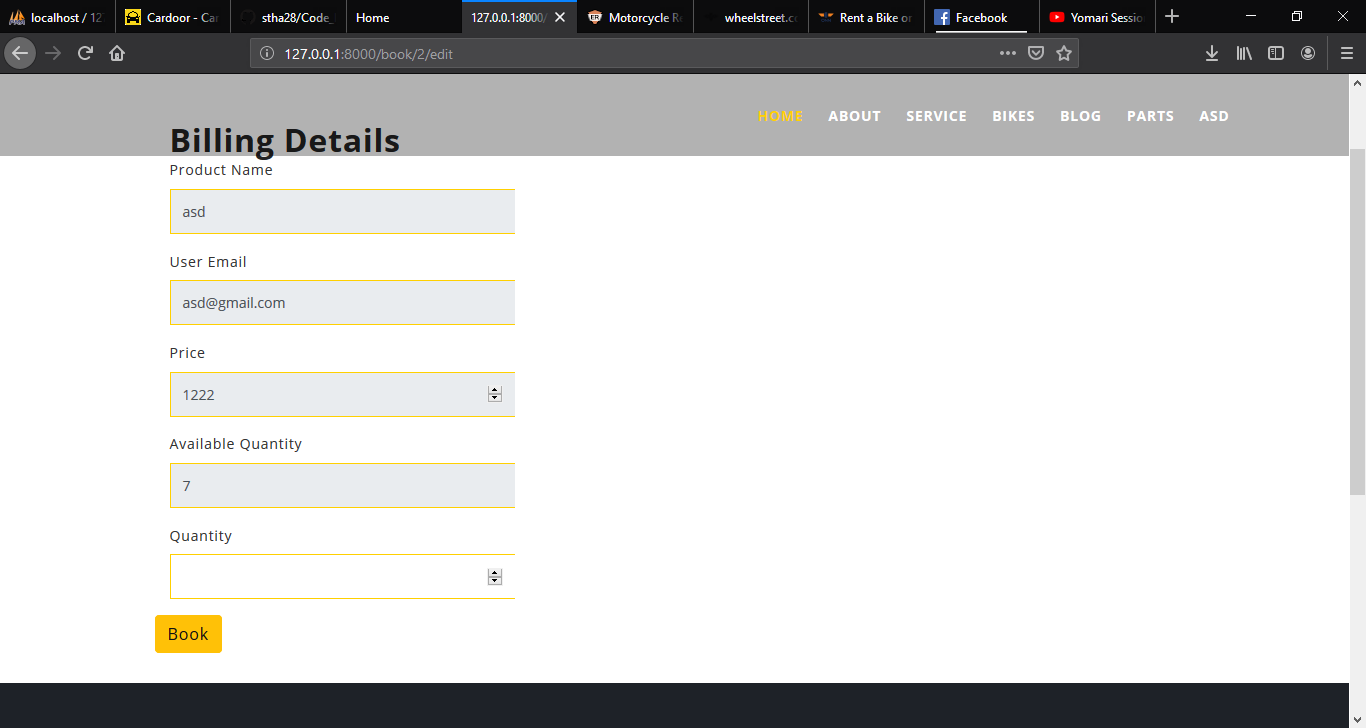 localhost / 12
Cardoor - Car
stha28/Code_
Home
127.0.0.1:8000/
Motorcycle Re
wheelstreet.co
Rent a Bike or
Facebook
Yomari Session
127.0.0.1:8000/book/2/edit
HOME ABOUT SERVICE BIKES BLOG PARTS ASD
Billing Details
Product Name
asd
User Email
asd@gmail.com
Price
1222
Available Quantity
7
Quantity
Book